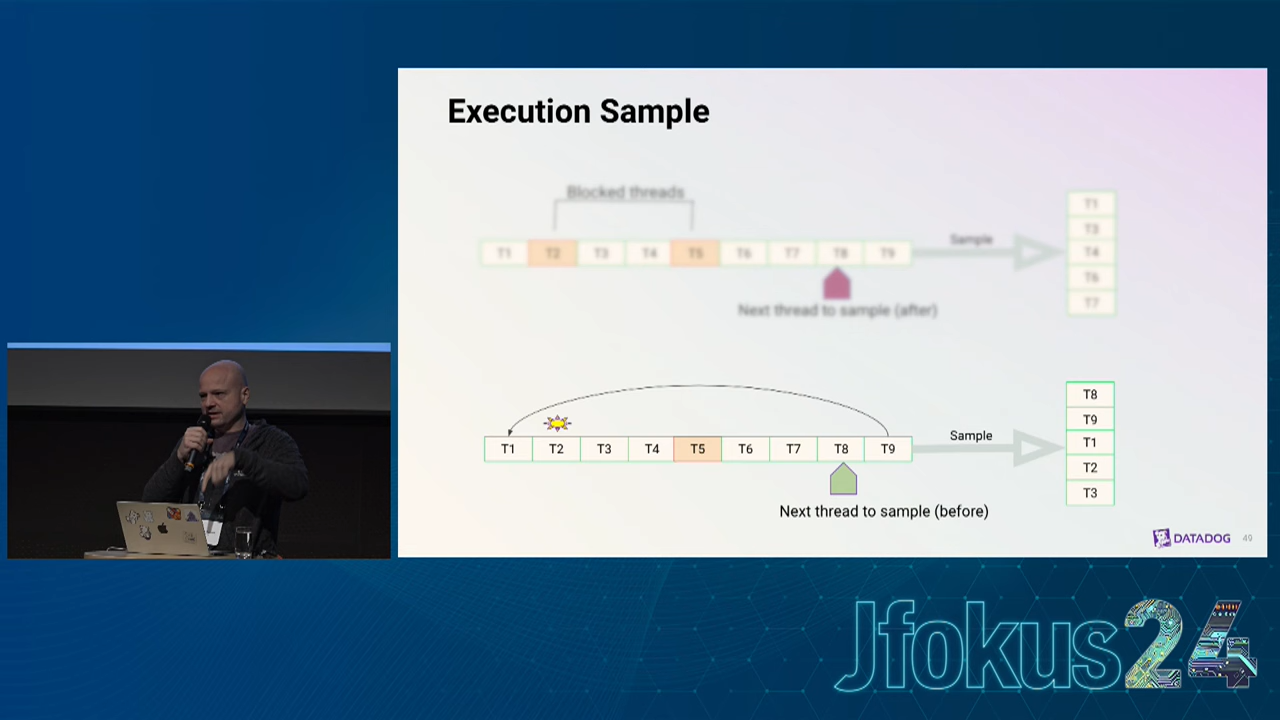 Execution Sample
Blocked threads
T1 T2 T3 T4 T5 T6 T7 T8 T9
Sample
T1
T3
T4
T6
T7
Next thread to sample (after)
T1 T2 T3 T4 T5 T6 T7 T8 T9
Sample
T8
T9
T1
T2
T3
Next thread to sample (before)
DATADOG 49
Jfokus24